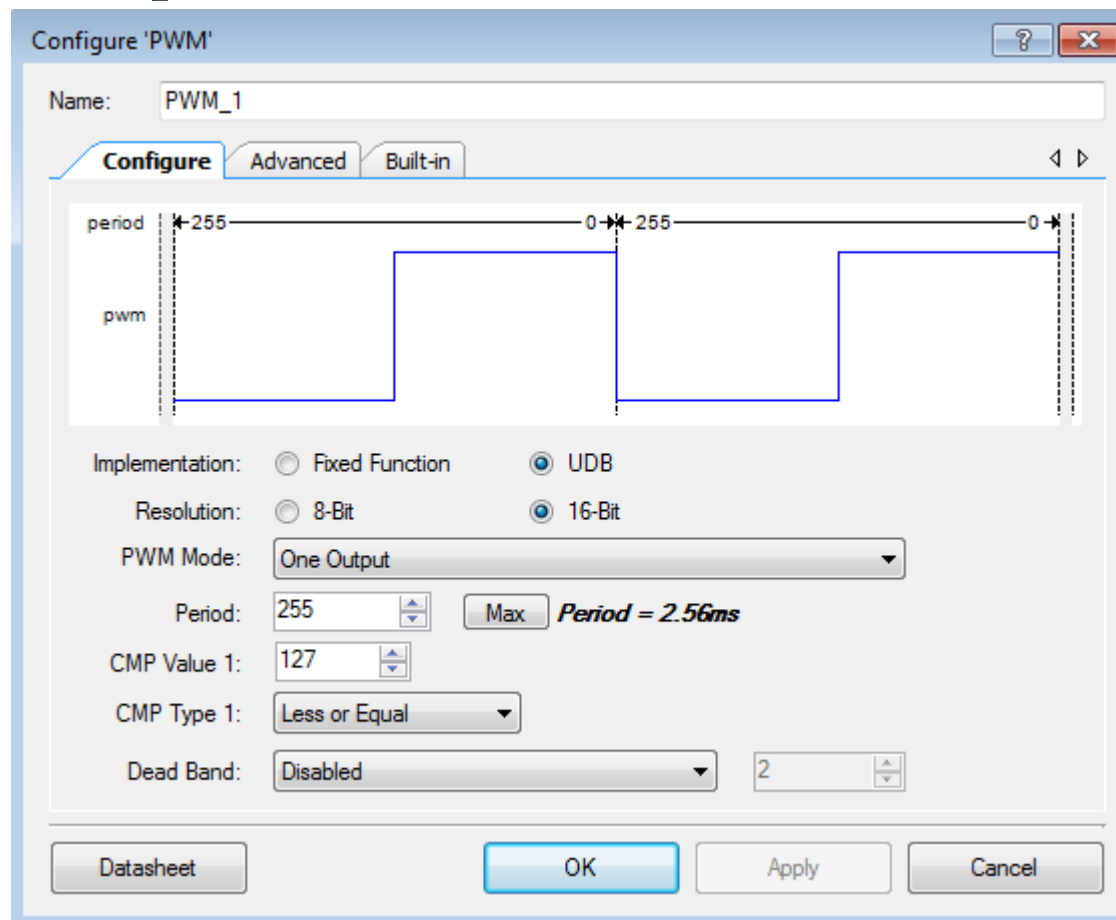 Configure 'PWM'
Name: PWM_1
Configure Advanced Built-in
period 255 0 255 0
pwm
Implementation: Fixed Function UDB
Resolution: 8-Bit 16-Bit
PWM Mode: One Output
Period: 255 Max Period = 2.56ms
CMP Value 1: 127
CMP Type 1: Less or Equal
Dead Band: Disabled 2
Datasheet OK Apply Cancel